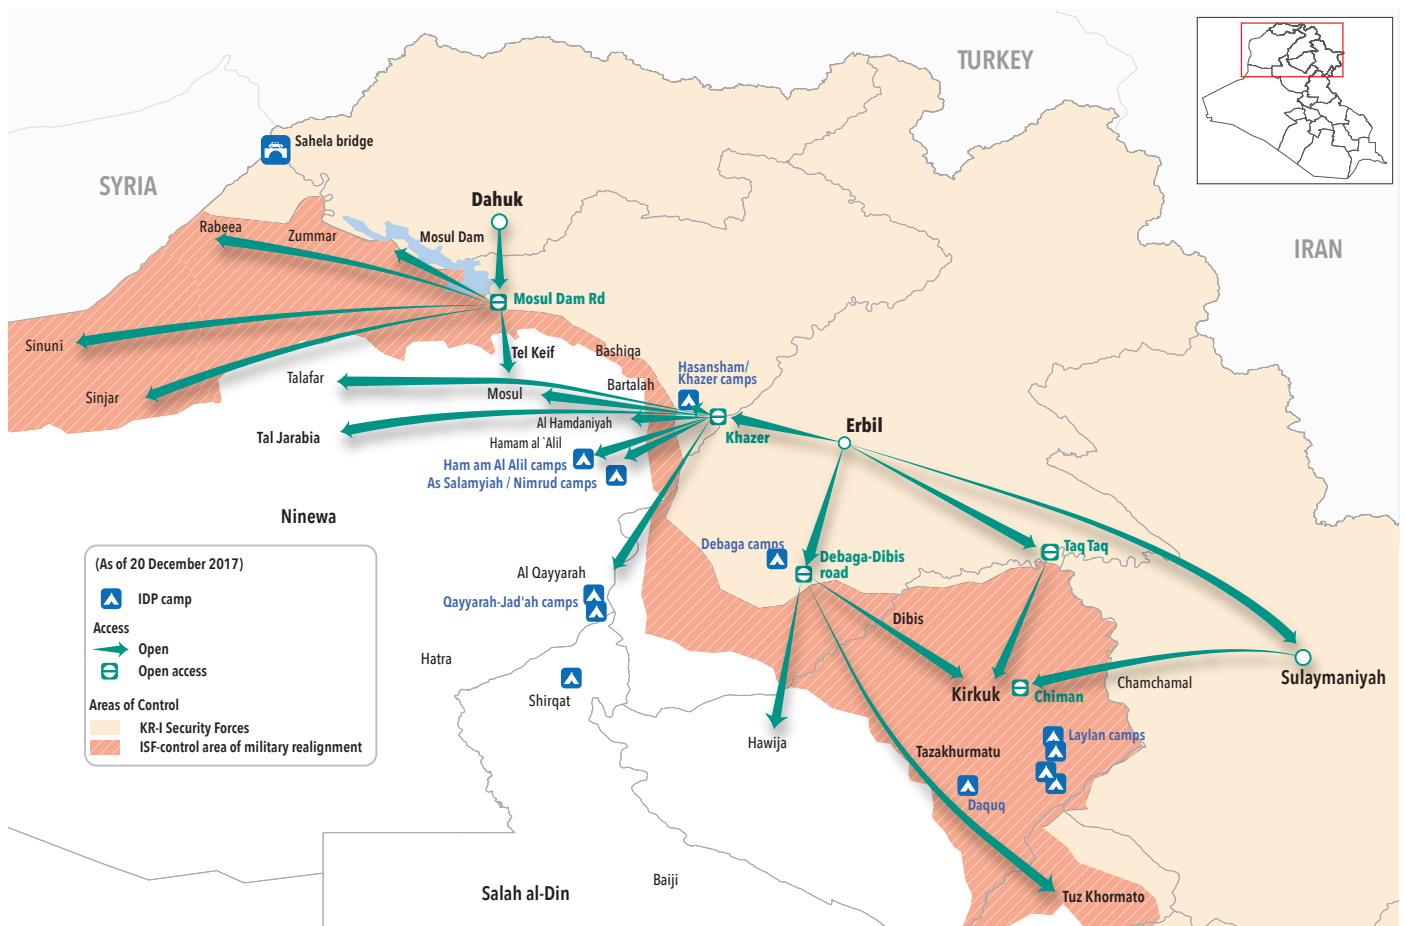 TURKEY
Sahela bridge
SYRIA
Dahuk
Rabeea
Zummar
Mosul Dam
IRAN
Mosul Dam Rd
Sinuni
Tel Keif
Bashiqa
Hasansham/
Khazer camps
Talafar
Bartalah
Mosul
Sinjar
Al Hamdaniyah
Erbil
Khazer
Tal Jarabia
Hamam al `Alil
Ham am Al Alil camps
As Salamyiah / Nimrud camps
Ninewa
Debaga camps
Taq Taq
Debaga-Dibis
road
(As of 20 December 2017)
IDP camp
Access
Open
Open access
Areas of Control
KR-I Security Forces
ISF-control area of military realignment
Al Qayyarah
Qayyarah-Jad'ah camps
Dibis
Hatra
Shirqat
Kirkuk
Chiman
Chamchamal
Sulaymaniyah
Hawija
Laylan camps
Tazakhurmatu
Daquq
Baiji
Salah al-Din
Tuz Khormato